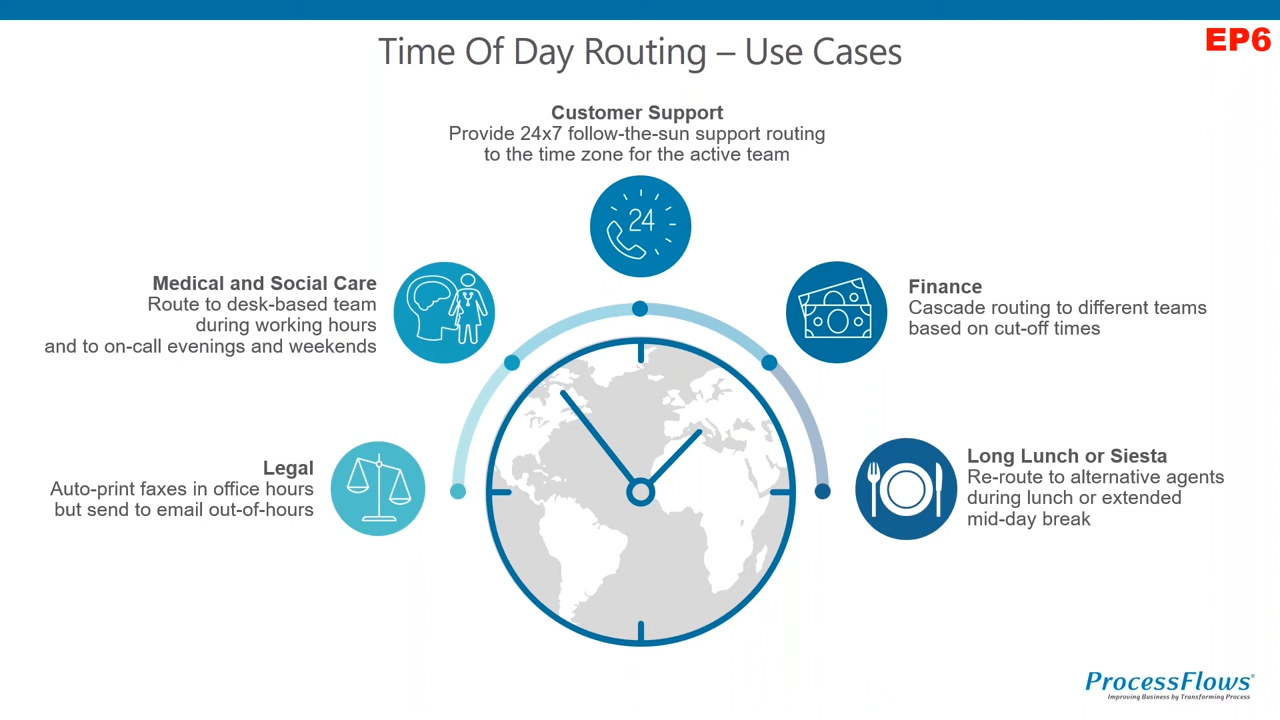 EP6
Time Of Day Routing – Use Cases
Customer Support
Provide 24x7 follow-the-sun support routing
to the time zone for the active team
24
Medical and Social Care
Route to desk-based team
during working hours
and to on-call evenings and weekends
Finance
Cascade routing to different teams
based on cut-off times
Legal
Auto-print faxes in office hours
but send to email out-of-hours
Long Lunch or Siesta
Re-route to alternative agents
during lunch or extended
mid-day break
ProcessFlows®
Improving Business by Transforming Process